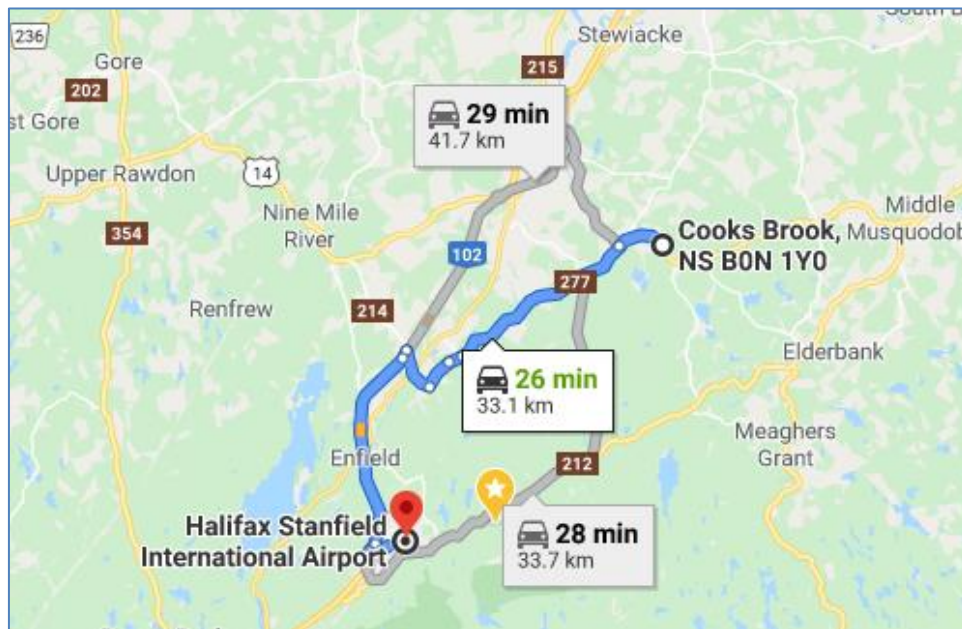 236
Gore
202
st Gore
Upper Rawdon
14
354
Nine Mile
River
Renfrew
214
102
Stewiacke
215
29 min
41.7 km
Cooks Brook,
NS B0N 1Y0
Middle
Musquodob
277
26 min
33.1 km
Elderbank
Meaghers
Grant
Enfield
212
Halifax Stanfield
International Airport
28 min
33.7 km